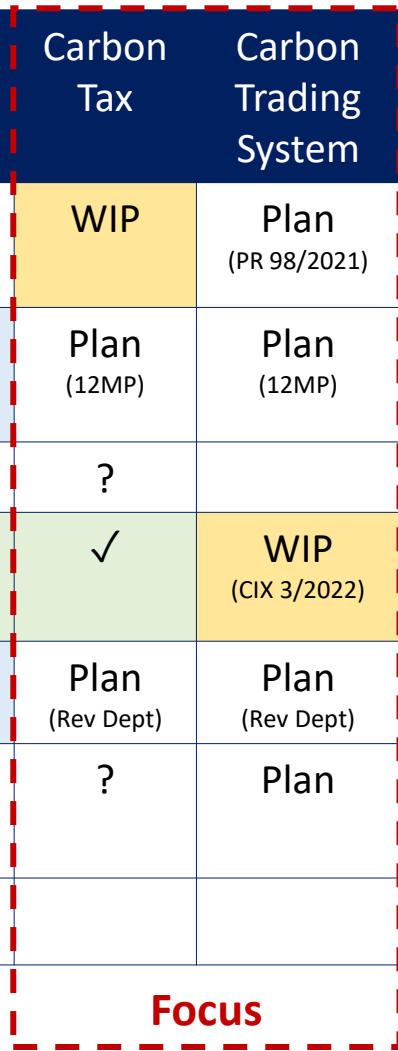 Carbon Tax
Carbon Trading System
WIP
Plan
(PR 98/2021)
Plan
(12MP)
Plan
(12MP)
?
✓
WIP
(CIX 3/2022)
Plan
(Rev Dept)
Plan
(Rev Dept)
?
Plan
Focus